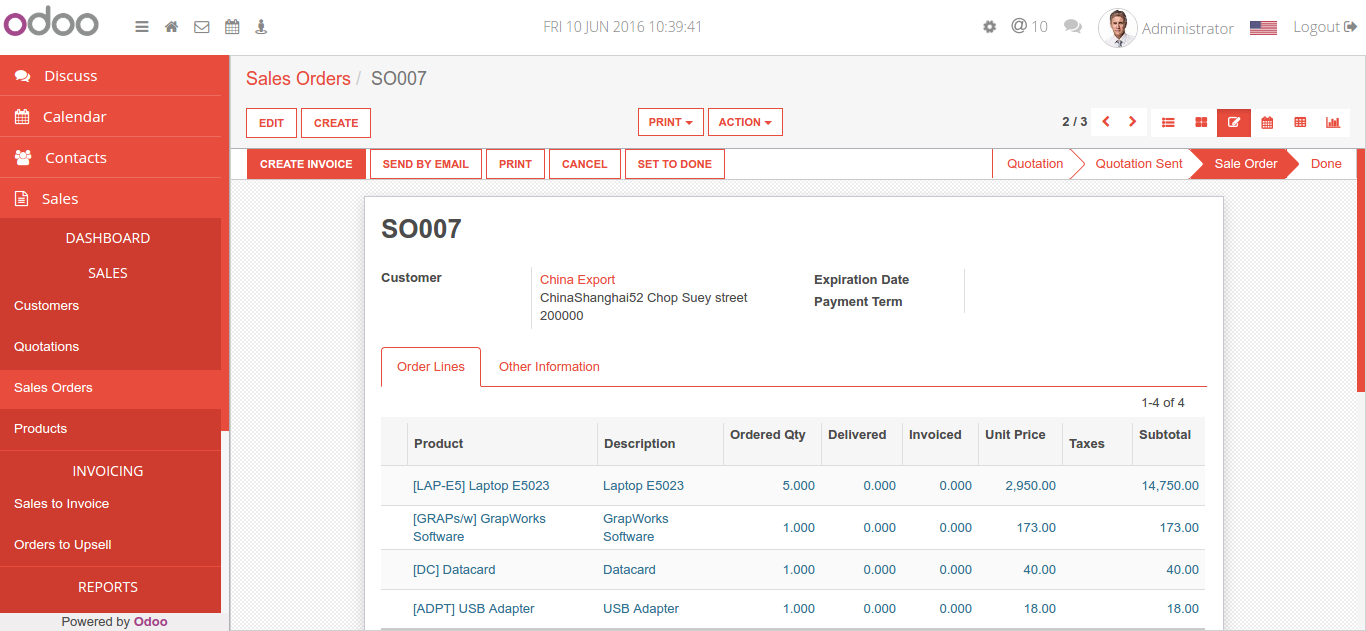 odoo
FRI 10 JUN 2016 10:39:41
@ 10
Administrator
Logout
Discuss
Calendar
Contacts
Sales
DASHBOARD
SALES
Customers
Quotations
Sales Orders
Products
INVOICING
Sales to Invoice
Orders to Upsell
REPORTS
Powered by Odoo
Sales Orders / SO007
EDIT CREATE PRINT ACTION 2 / 3
CREATE INVOICE SEND BY EMAIL PRINT CANCEL SET TO DONE Quotation Quotation Sent Sale Order Done
SO007
Customer
China Export
ChinaShanghai52 Chop Suey street
200000
Expiration Date
Payment Term
Order Lines Other Information
1-4 of 4
Product Description Ordered Qty Delivered Invoiced Unit Price Taxes Subtotal
[LAP-E5] Laptop E5023 Laptop E5023 5.000 0.000 0.000 2,950.00 14,750.00
[GRAPs/w] GrapWorks GrapWorks
Software Software 1.000 0.000 0.000 173.00 173.00
[DC] Datacard Datacard 1.000 0.000 0.000 40.00 40.00
[ADPT] USB Adapter USB Adapter 1.000 0.000 0.000 18.00 18.00